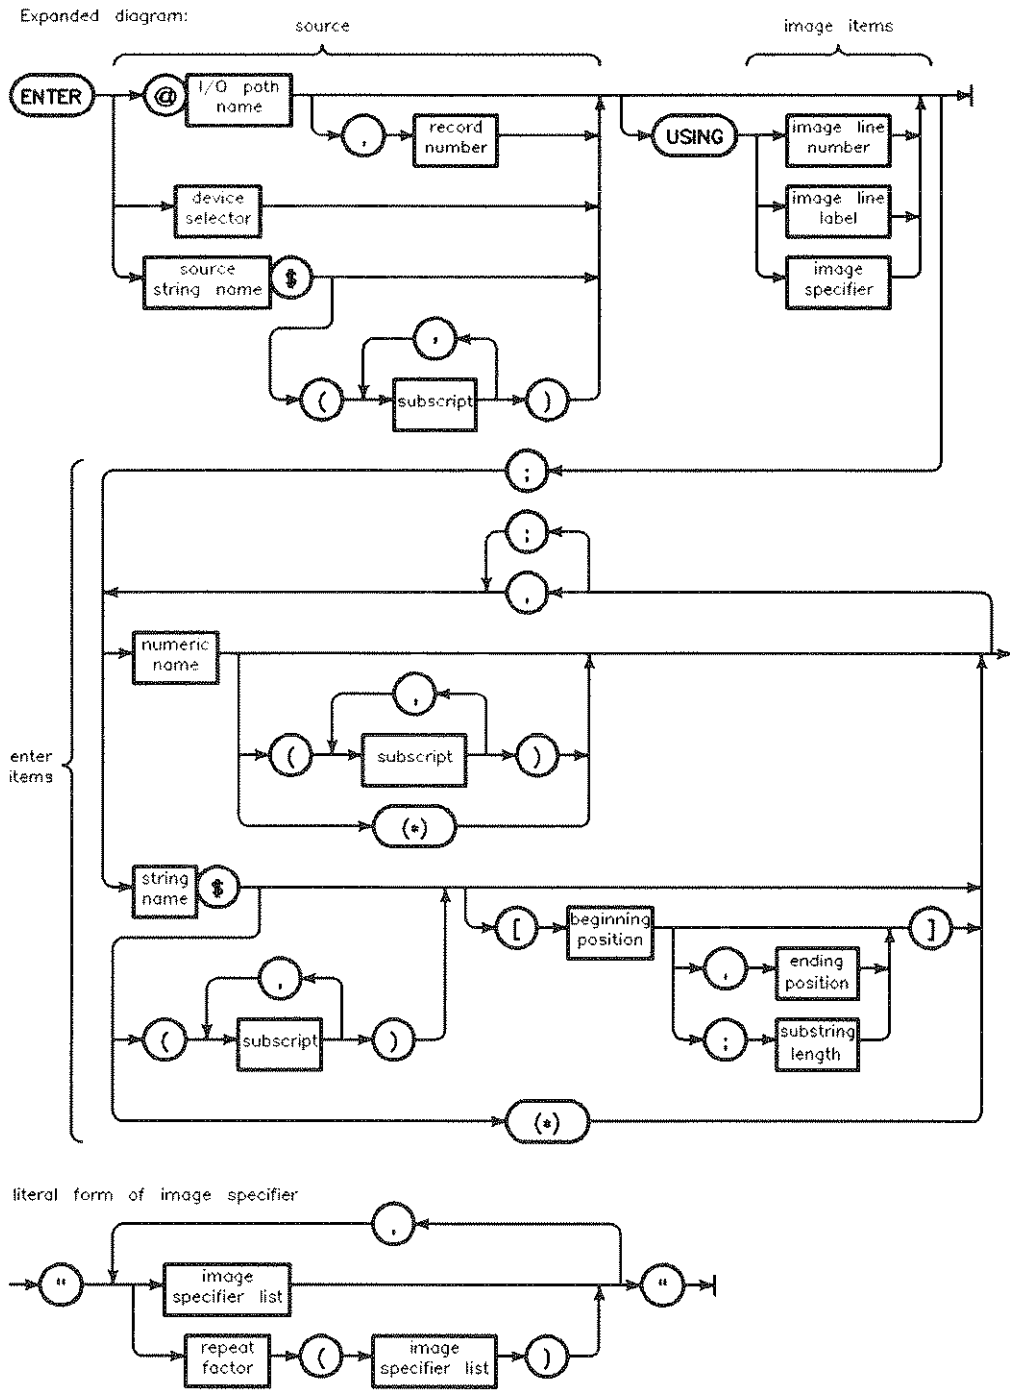 Expanded diagram:
source
image items
ENTER
@
I/O path
name
,
record
number
USING
image line
number
device
selector
image line
label
source
string name
$
image
specifier
,
(
subscript
)
;
;
,
numeric
name
,
(
subscript
)
(*)
enter
items
string
name
$
[
beginning
position
]
,
ending
position
,
(
subscript
)
;
substring
length
(*)
literal form of image specifier
,
"
image
specifier list
"
repeat
factor
(
image
specifier list
)